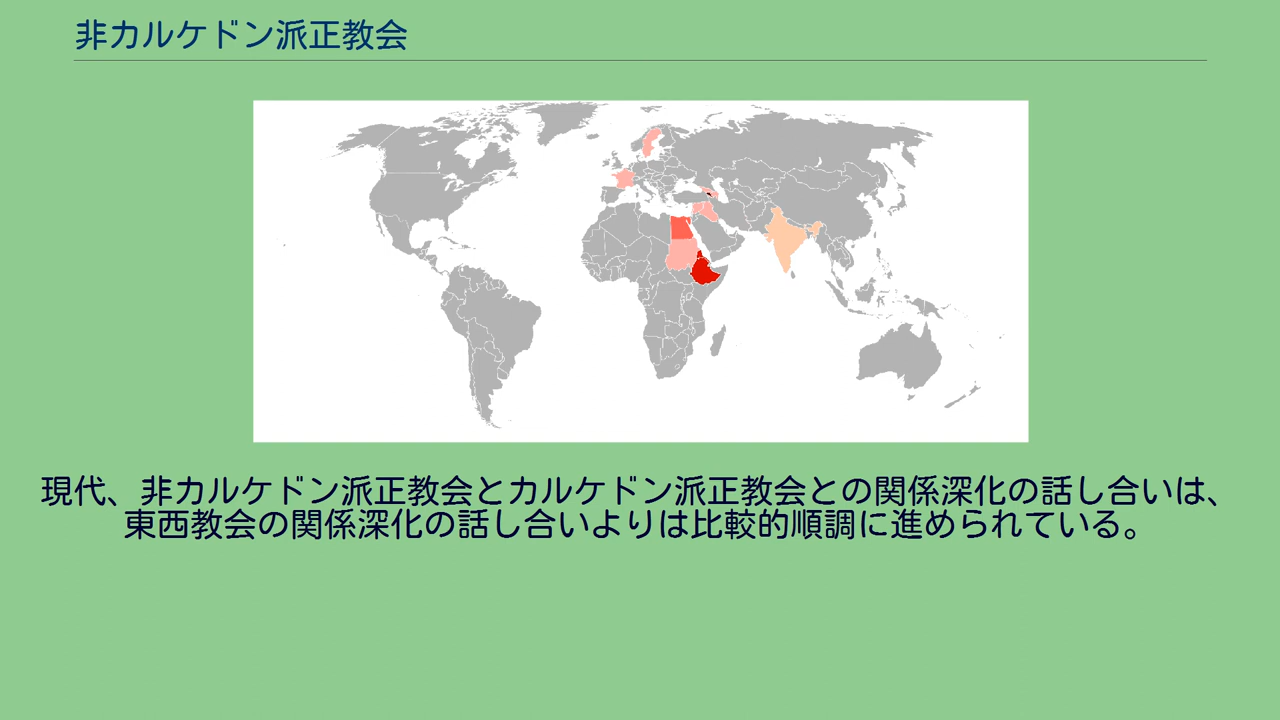 非カルケドン派正教会
現代、非カルケドン派正教会とカルケドン派正教会との関係深化の話し合いは、
東西教会の関係深化の話し合いよりは比較的順調に進められている。